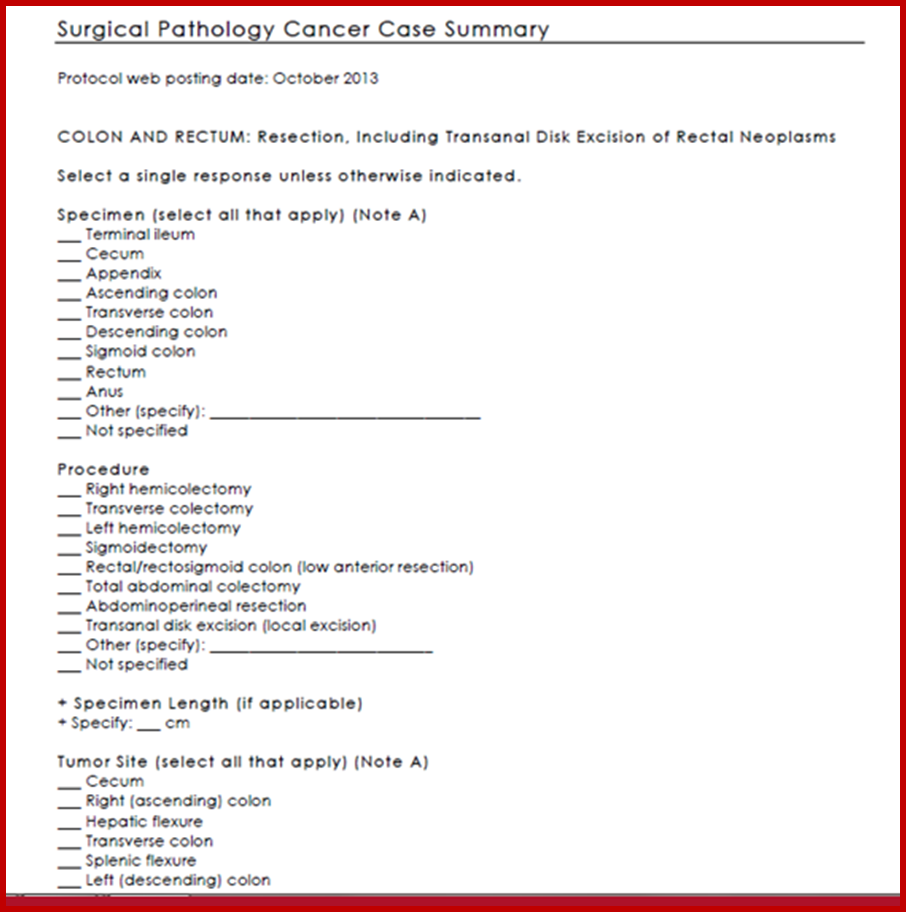 Surgical Pathology Cancer Case Summary
Protocol web posting date: October 2013
COLON AND RECTUM: Resection, Including Transanal Disk Excision of Rectal Neoplasms
Select a single response unless otherwise indicated.
Specimen (select all that apply) (Note A)
___ Terminal ileum
___ Cecum
___ Appendix
___ Ascending colon
___ Transverse colon
___ Descending colon
___ Sigmoid colon
___ Rectum
___ Anus
___ Other (specify): ____________________________
___ Not specified
Procedure
___ Right hemicolectomy
___ Transverse colectomy
___ Left hemicolectomy
___ Sigmoidectomy
___ Rectal/rectosigmoid colon (low anterior resection)
___ Total abdominal colectomy
___ Abdominoperineal resection
___ Transanal disk excision (local excision)
___ Other (specify): _______________________
___ Not specified
+ Specimen Length (if applicable)
+ Specify: ___ cm
Tumor Site (select all that apply) (Note A)
___ Cecum
___ Right (ascending) colon
___ Hepatic flexure
___ Transverse colon
___ Splenic flexure
___ Left (descending) colon